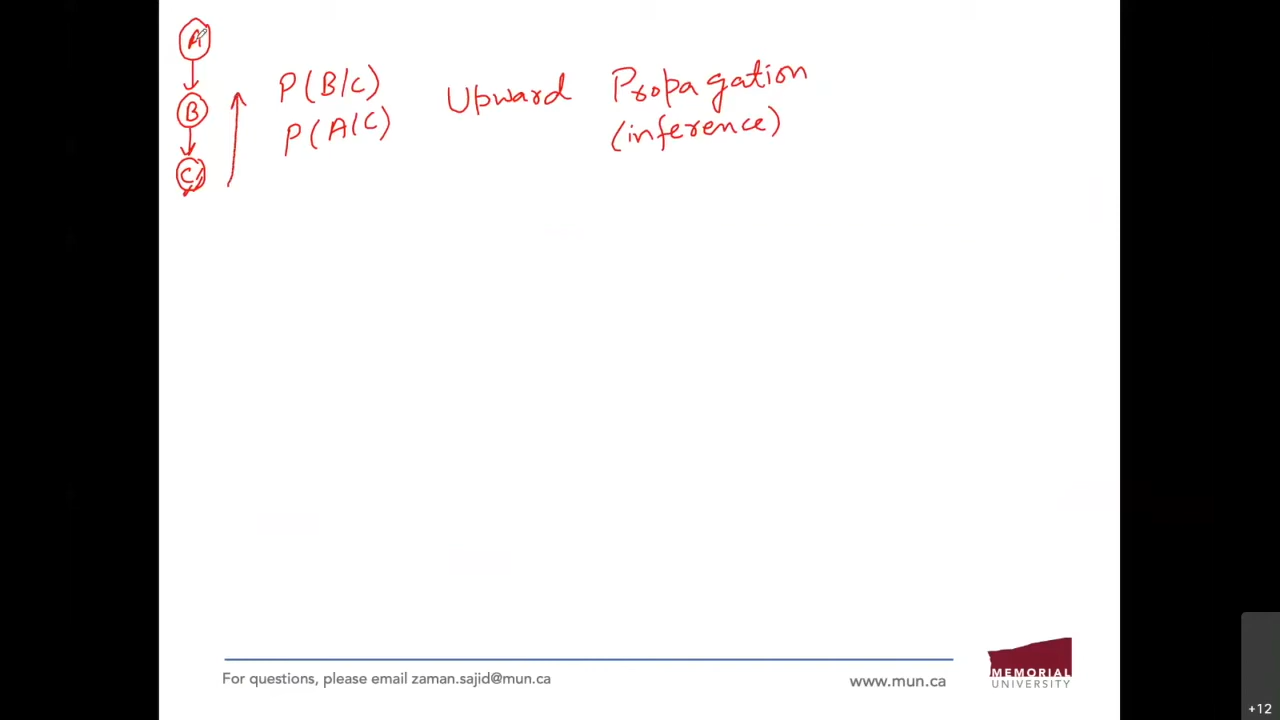 A
B
C
P(B/C)
P(A/C)
Upward Propagation
(inference)
For questions, please email zaman.sajid@mun.ca
www.mun.ca
MEMORIAL
UNIVERSITY
+12